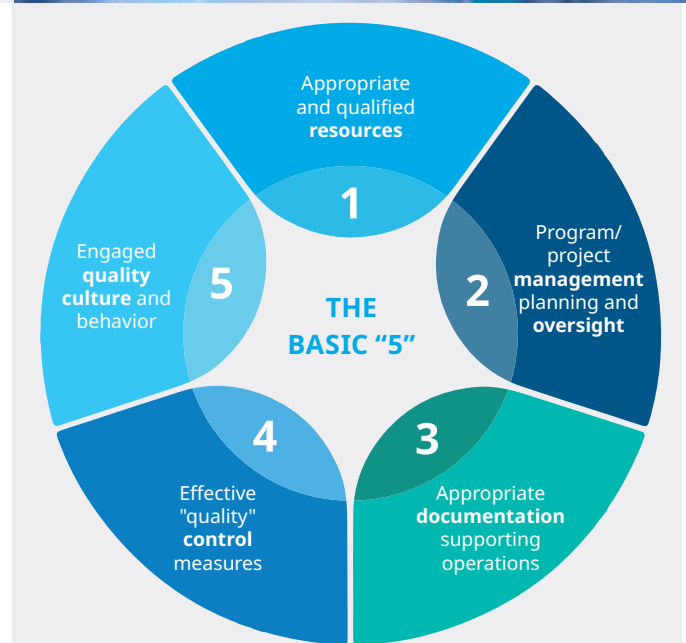 THE
BASIC “5”
1
Appropriate
and qualified
resources
2
Program/
project
management
planning and
oversight
3
Appropriate
documentation
supporting
operations
4
Effective
"quality"
control
measures
5
Engaged
quality
culture and
behavior